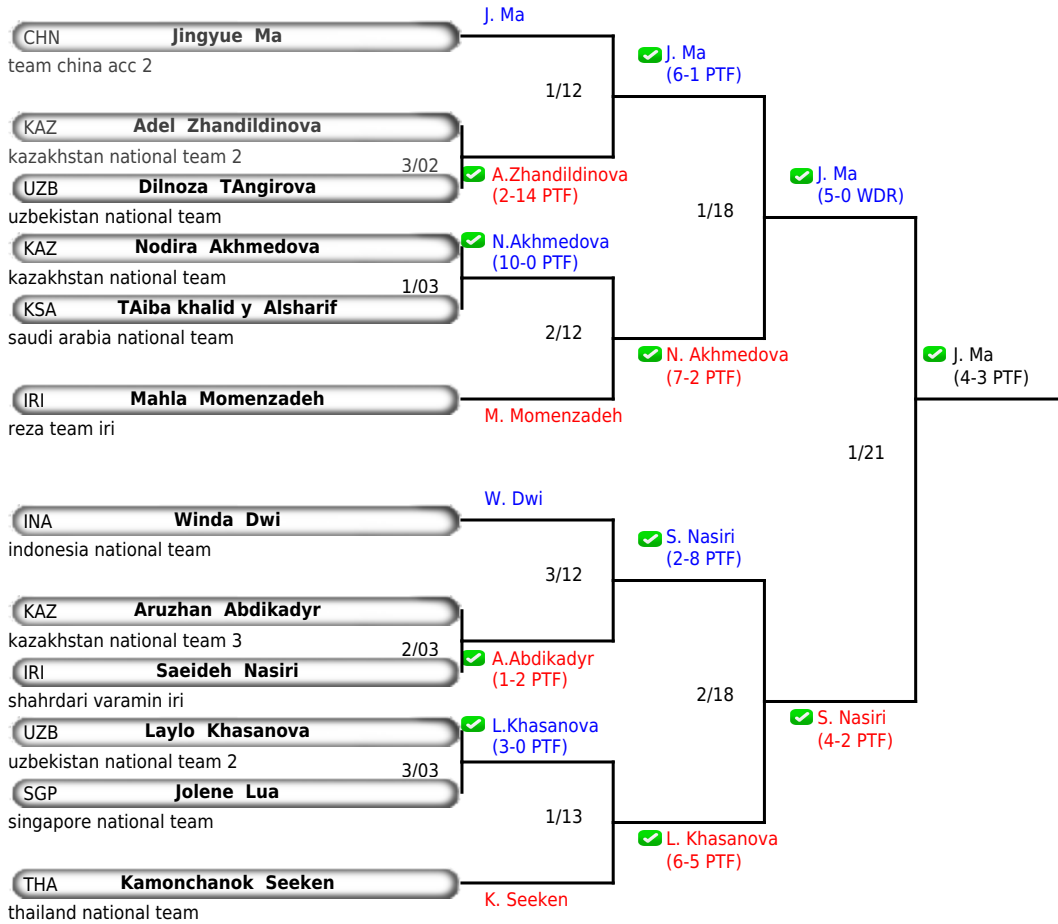 J. Ma
CHN Jingyue Ma
team china acc 2
J. Ma
(6-1 PTF)
1/12
KAZ Adel Zhandildinova
kazakhstan national team 2
3/02
A.Zhandildinova
(2-14 PTF)
UZB Dilnoza TAngirova
uzbekistan national team
J. Ma
(5-0 WDR)
1/18
KAZ Nodira Akhmedova
kazakhstan national team
N.Akhmedova
(10-0 PTF)
1/03
KSA TAiba khalid y Alsharif
saudi arabia national team
2/12
N. Akhmedova
(7-2 PTF)
J. Ma
(4-3 PTF)
IRI Mahla Momenzadeh
reza team iri
M. Momenzadeh
1/21
W. Dwi
INA Winda Dwi
indonesia national team
S. Nasiri
(2-8 PTF)
3/12
KAZ Aruzhan Abdikadyr
kazakhstan national team 3
2/03
A.Abdikadyr
(1-2 PTF)
IRI Saeideh Nasiri
shahrdari varamin iri
2/18
S. Nasiri
(4-2 PTF)
UZB Laylo Khasanova
uzbekistan national team 2
L.Khasanova
(3-0 PTF)
3/03
SGP Jolene Lua
singapore national team
1/13
L. Khasanova
(6-5 PTF)
THA Kamonchanok Seeken
thailand national team
K. Seeken